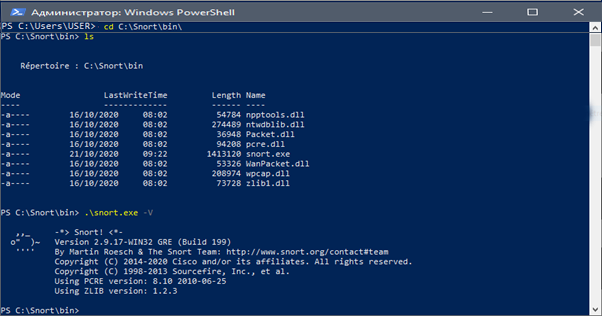 Администратор: Windows PowerShell
PS C:\Users\USER> cd C:\Snort\bin\
PS C:\Snort\bin> ls
Répertoire : C:\Snort\bin
Mode LastWriteTime Length Name
---- ------------- ------ ----
-a---- 16/10/2020 08:02 54784 npptools.dll
-a---- 16/10/2020 08:02 274489 ntwdblib.dll
-a---- 16/10/2020 08:02 36948 Packet.dll
-a---- 16/10/2020 08:02 94208 pcre.dll
-a---- 21/10/2020 09:22 1413120 snort.exe
-a---- 16/10/2020 08:02 53326 WanPacket.dll
-a---- 16/10/2020 08:02 208974 wpcap.dll
-a---- 16/10/2020 08:02 73728 zlib1.dll
PS C:\Snort\bin> .\snort.exe -V
,,_ -*> Snort! <*-
o" )~ Version 2.9.17-WIN32 GRE (Build 199)
'''' By Martin Roesch & The Snort Team: http://www.snort.org/contact#team
Copyright (C) 2014-2020 Cisco and/or its affiliates. All rights reserved.
Copyright (C) 1998-2013 Sourcefire, Inc., et al.
Using PCRE version: 8.10 2010-06-25
Using ZLIB version: 1.2.3
PS C:\Snort\bin>